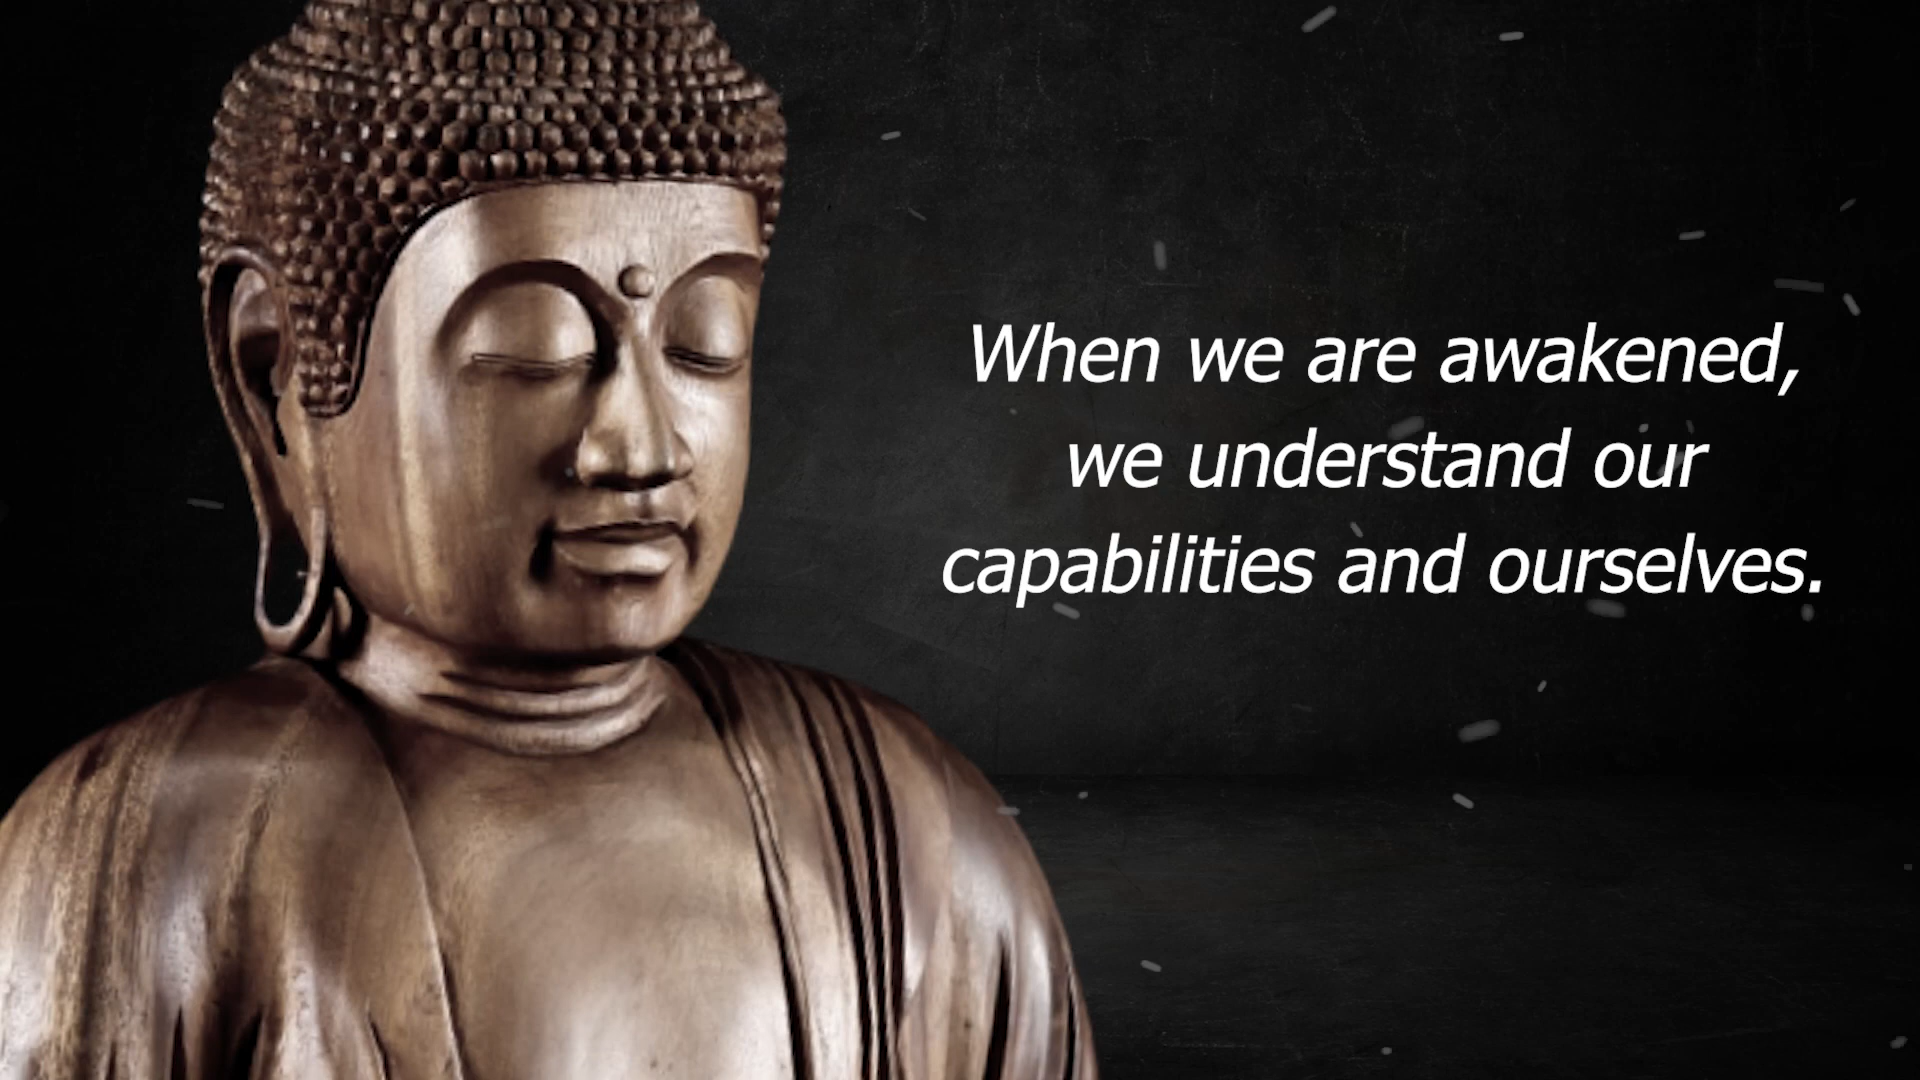 When we are awakened,
we understand our
capabilities and ourselves.